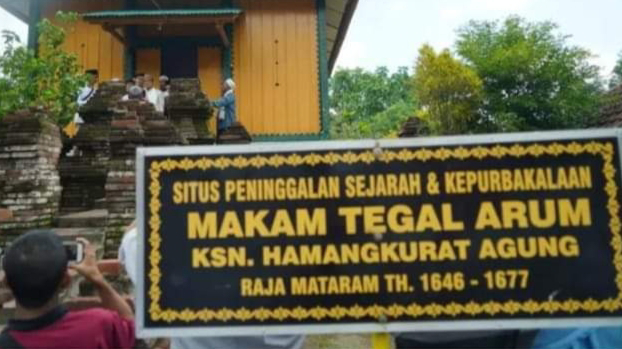 SITUS PENINGGALAN SEJARAH & KEPURBAKALAAN
MAKAM TEGAL ARUM
KSN. HAMANGKURAT AGUNG
RAJA MATARAM TH. 1646 - 1677